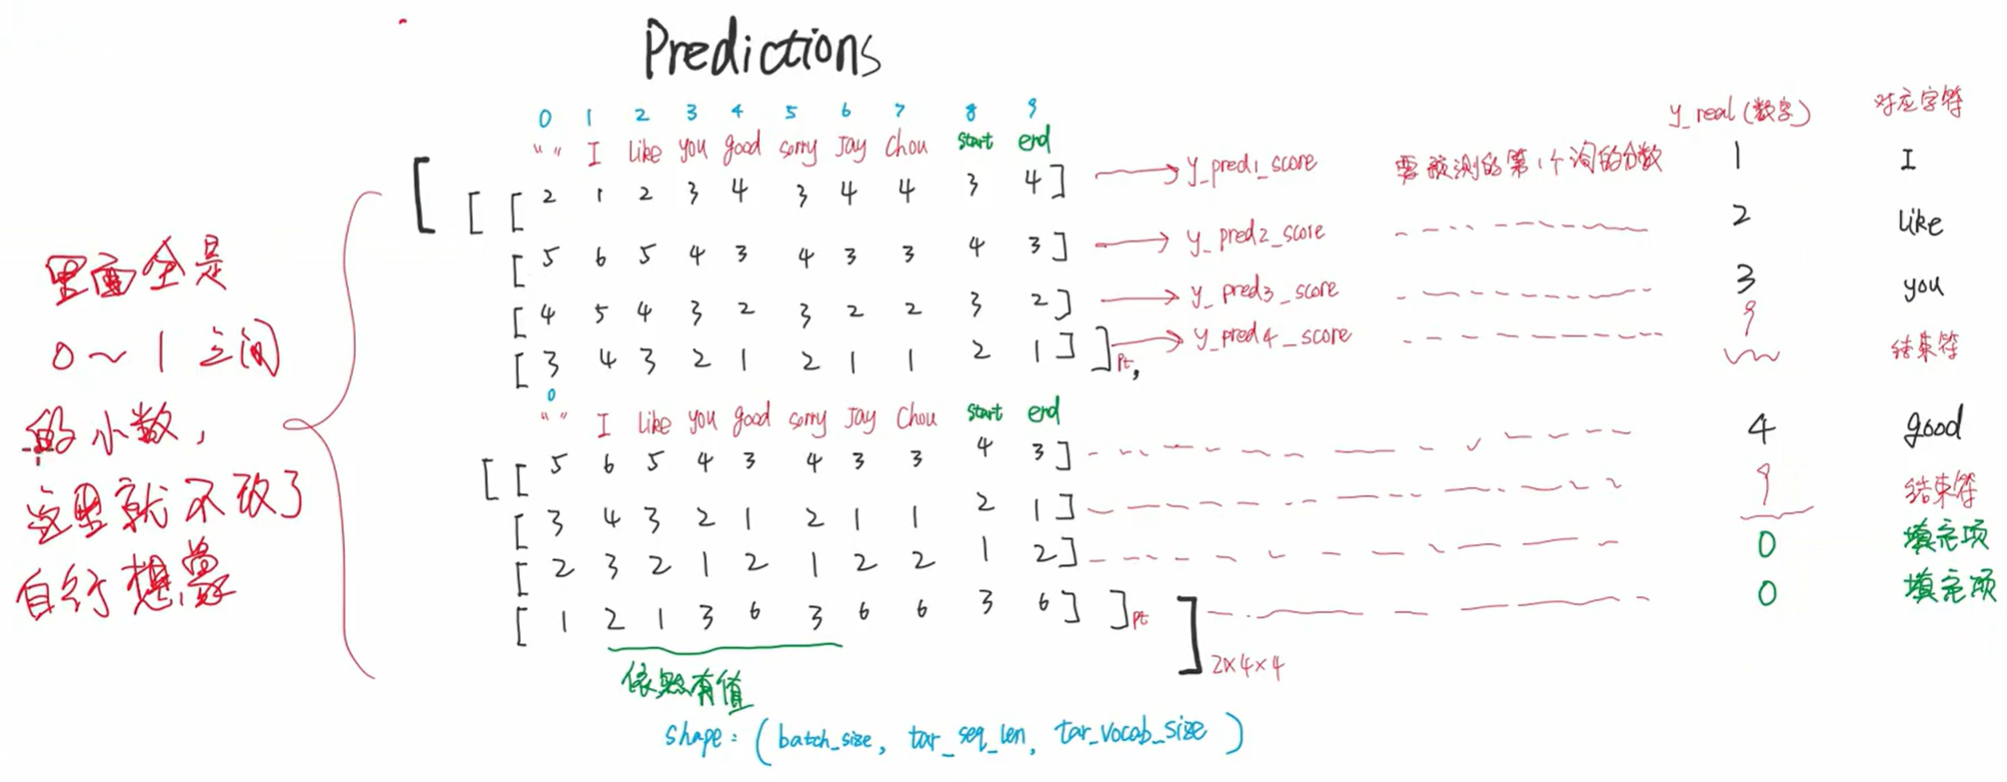 Predictions
0 1 2 3 4 5 6 7 8 9
" " I like you good sorry Jay Chou start end
y_real (数字) 对应字符
[ [ [ 2 1 2 3 4 3 4 4 3 4 ] → y_pred1_score 需预测的第1个词的分数 1 I
[ 5 6 5 4 3 4 3 3 4 3 ] → y_pred2_score 2 like
[ 4 5 4 3 2 3 2 2 3 2 ] → y_pred3_score 3 you
[ 3 4 3 2 1 2 1 1 2 1 ] ]pt, → y_pred4_score 9 结束符
0
" " I like you good sorry Jay Chou start end
[ [ 5 6 5 4 3 4 3 3 4 3 ] 4 good
[ 3 4 3 2 1 2 1 1 2 1 ] 9 结束符
[ 2 3 2 1 2 1 2 2 1 2 ] 0 填充项
[ 1 2 1 3 6 3 6 6 3 6 ] ]pt ] 2×4×4 0 填充项
依然有值
shape: (batch_size, tar_seq_len, tar_vocab_size)
里面全是
0~1之间
的小数,
这里就不改了
自行想象